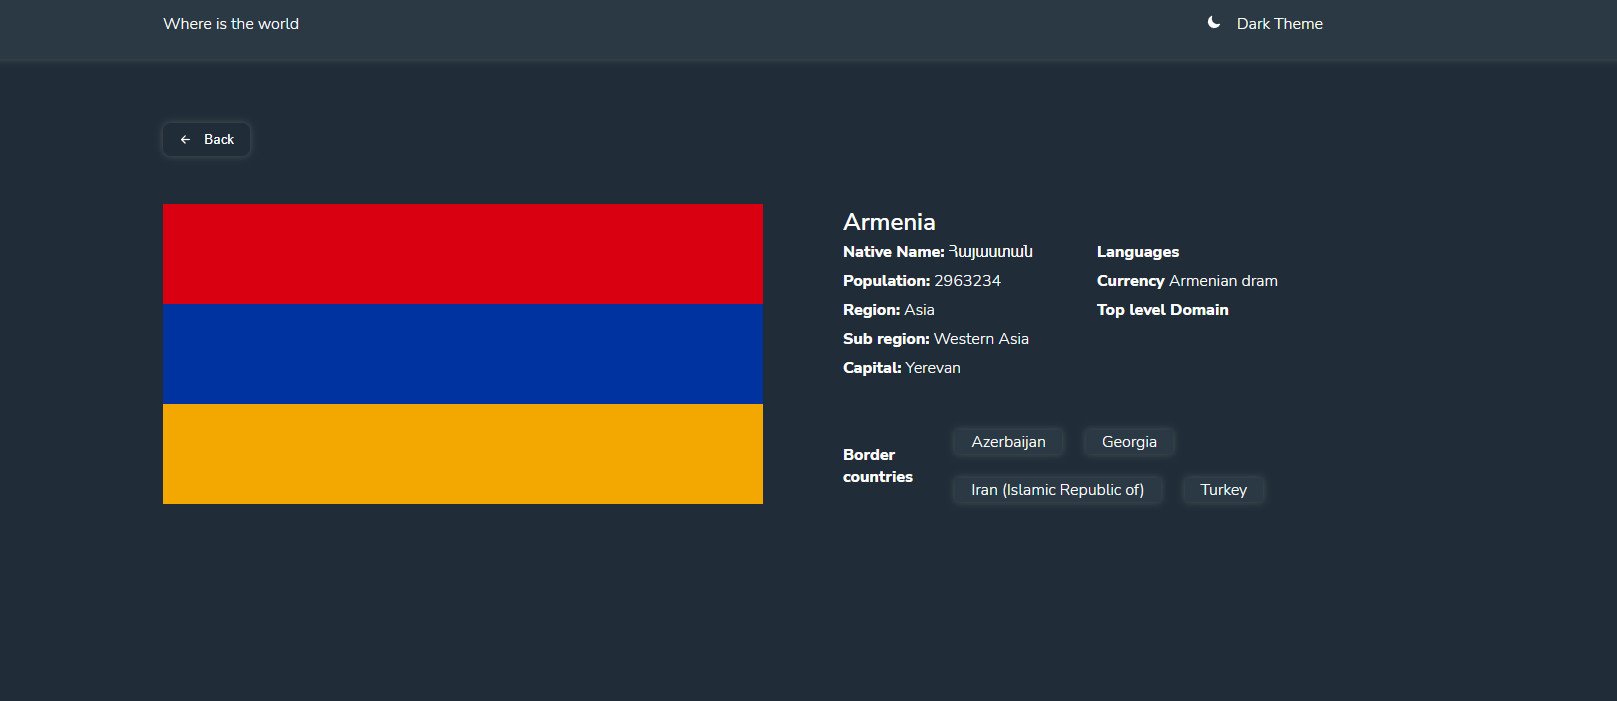 Where is the world
Dark Theme
Back
Armenia
Native Name: Հայաստան
Population: 2963234
Region: Asia
Sub region: Western Asia
Capital: Yerevan
Languages
Currency Armenian dram
Top level Domain
Border
countries
Azerbaijan
Georgia
Iran (Islamic Republic of)
Turkey